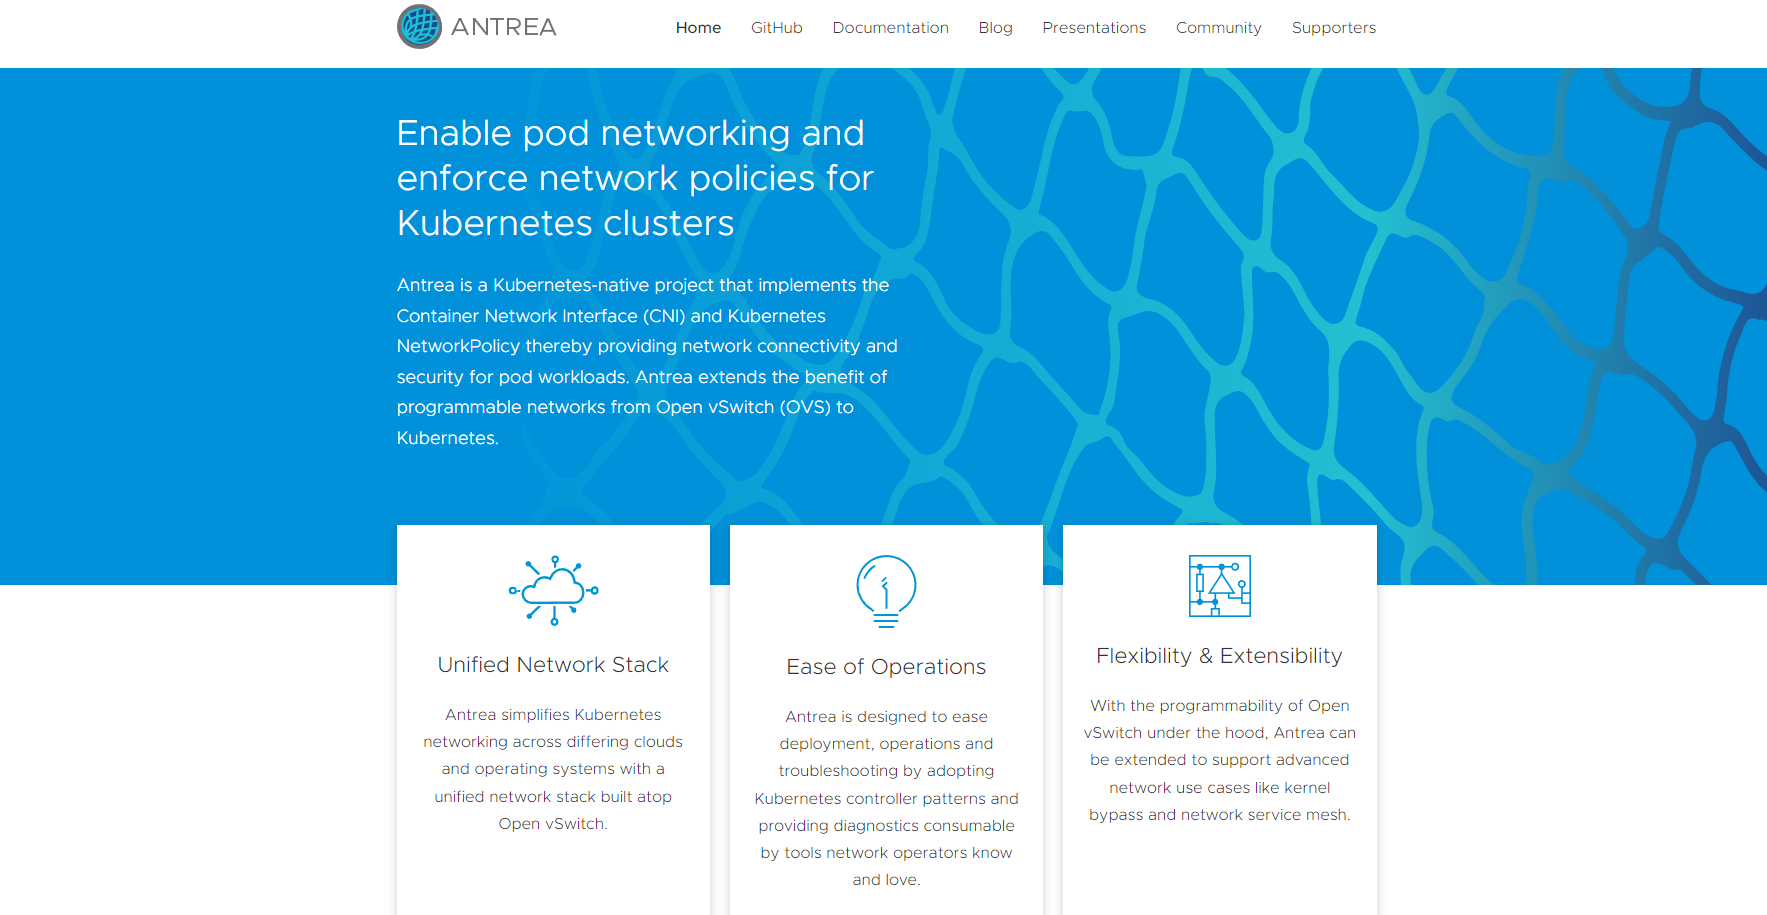 ANTREA
Home GitHub Documentation Blog Presentations Community Supporters
Enable pod networking and
enforce network policies for
Kubernetes clusters
Antrea is a Kubernetes-native project that implements the
Container Network Interface (CNI) and Kubernetes
NetworkPolicy thereby providing network connectivity and
security for pod workloads. Antrea extends the benefit of
programmable networks from Open vSwitch (OVS) to
Kubernetes.
Unified Network Stack
Antrea simplifies Kubernetes
networking across differing clouds
and operating systems with a
unified network stack built atop
Open vSwitch.
Ease of Operations
Antrea is designed to ease
deployment, operations and
troubleshooting by adopting
Kubernetes controller patterns and
providing diagnostics consumable
by tools network operators know
and love.
Flexibility & Extensibility
With the programmability of Open
vSwitch under the hood, Antrea can
be extended to support advanced
network use cases like kernel
bypass and network service mesh.